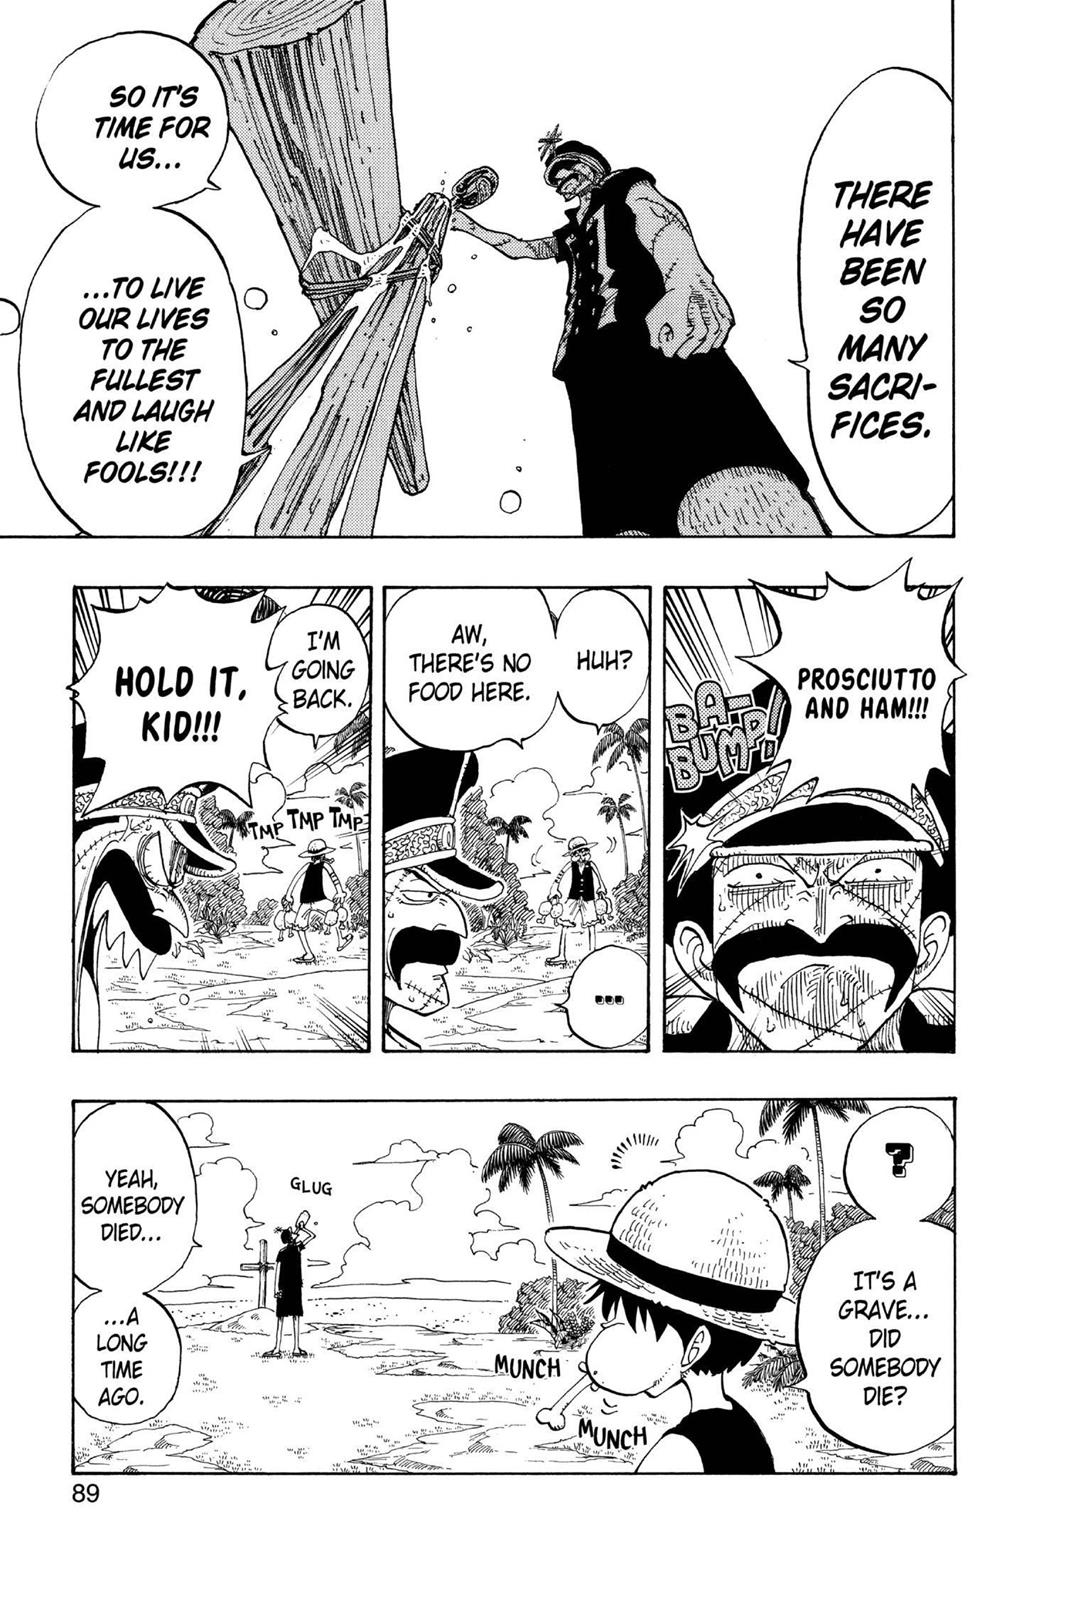 THERE
HAVE
BEEN
SO
MANY
SACRI-
FICES.
SO IT'S
TIME FOR
US...
...TO LIVE
OUR LIVES
TO THE
FULLEST
AND LAUGH
LIKE
FOOLS!!!
PROSCIUTTO
AND HAM!!!
BA-
BUMP!
HUH?
AW,
THERE'S NO
FOOD HERE.
...
I'M
GOING
BACK.
TMP TMP TMP
HOLD IT,
KID!!!
?
IT'S A
GRAVE...
DID
SOMEBODY
DIE?
MUNCH
MUNCH
GLUG
YEAH,
SOMEBODY
DIED...
...A
LONG
TIME
AGO.
89